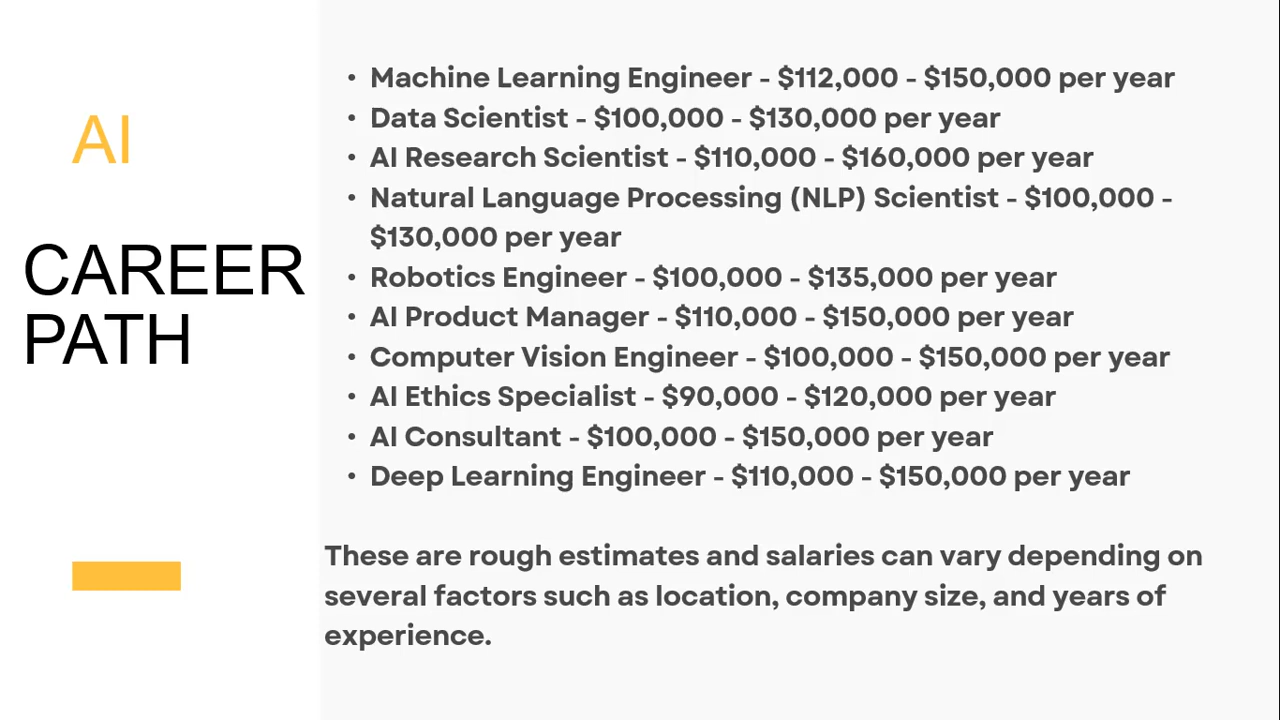 AI
CAREER
PATH
• Machine Learning Engineer - $112,000 - $150,000 per year
• Data Scientist - $100,000 - $130,000 per year
• AI Research Scientist - $110,000 - $160,000 per year
• Natural Language Processing (NLP) Scientist - $100,000 -
$130,000 per year
• Robotics Engineer - $100,000 - $135,000 per year
• AI Product Manager - $110,000 - $150,000 per year
• Computer Vision Engineer - $100,000 - $150,000 per year
• AI Ethics Specialist - $90,000 - $120,000 per year
• AI Consultant - $100,000 - $150,000 per year
• Deep Learning Engineer - $110,000 - $150,000 per year
These are rough estimates and salaries can vary depending on
several factors such as location, company size, and years of
experience.